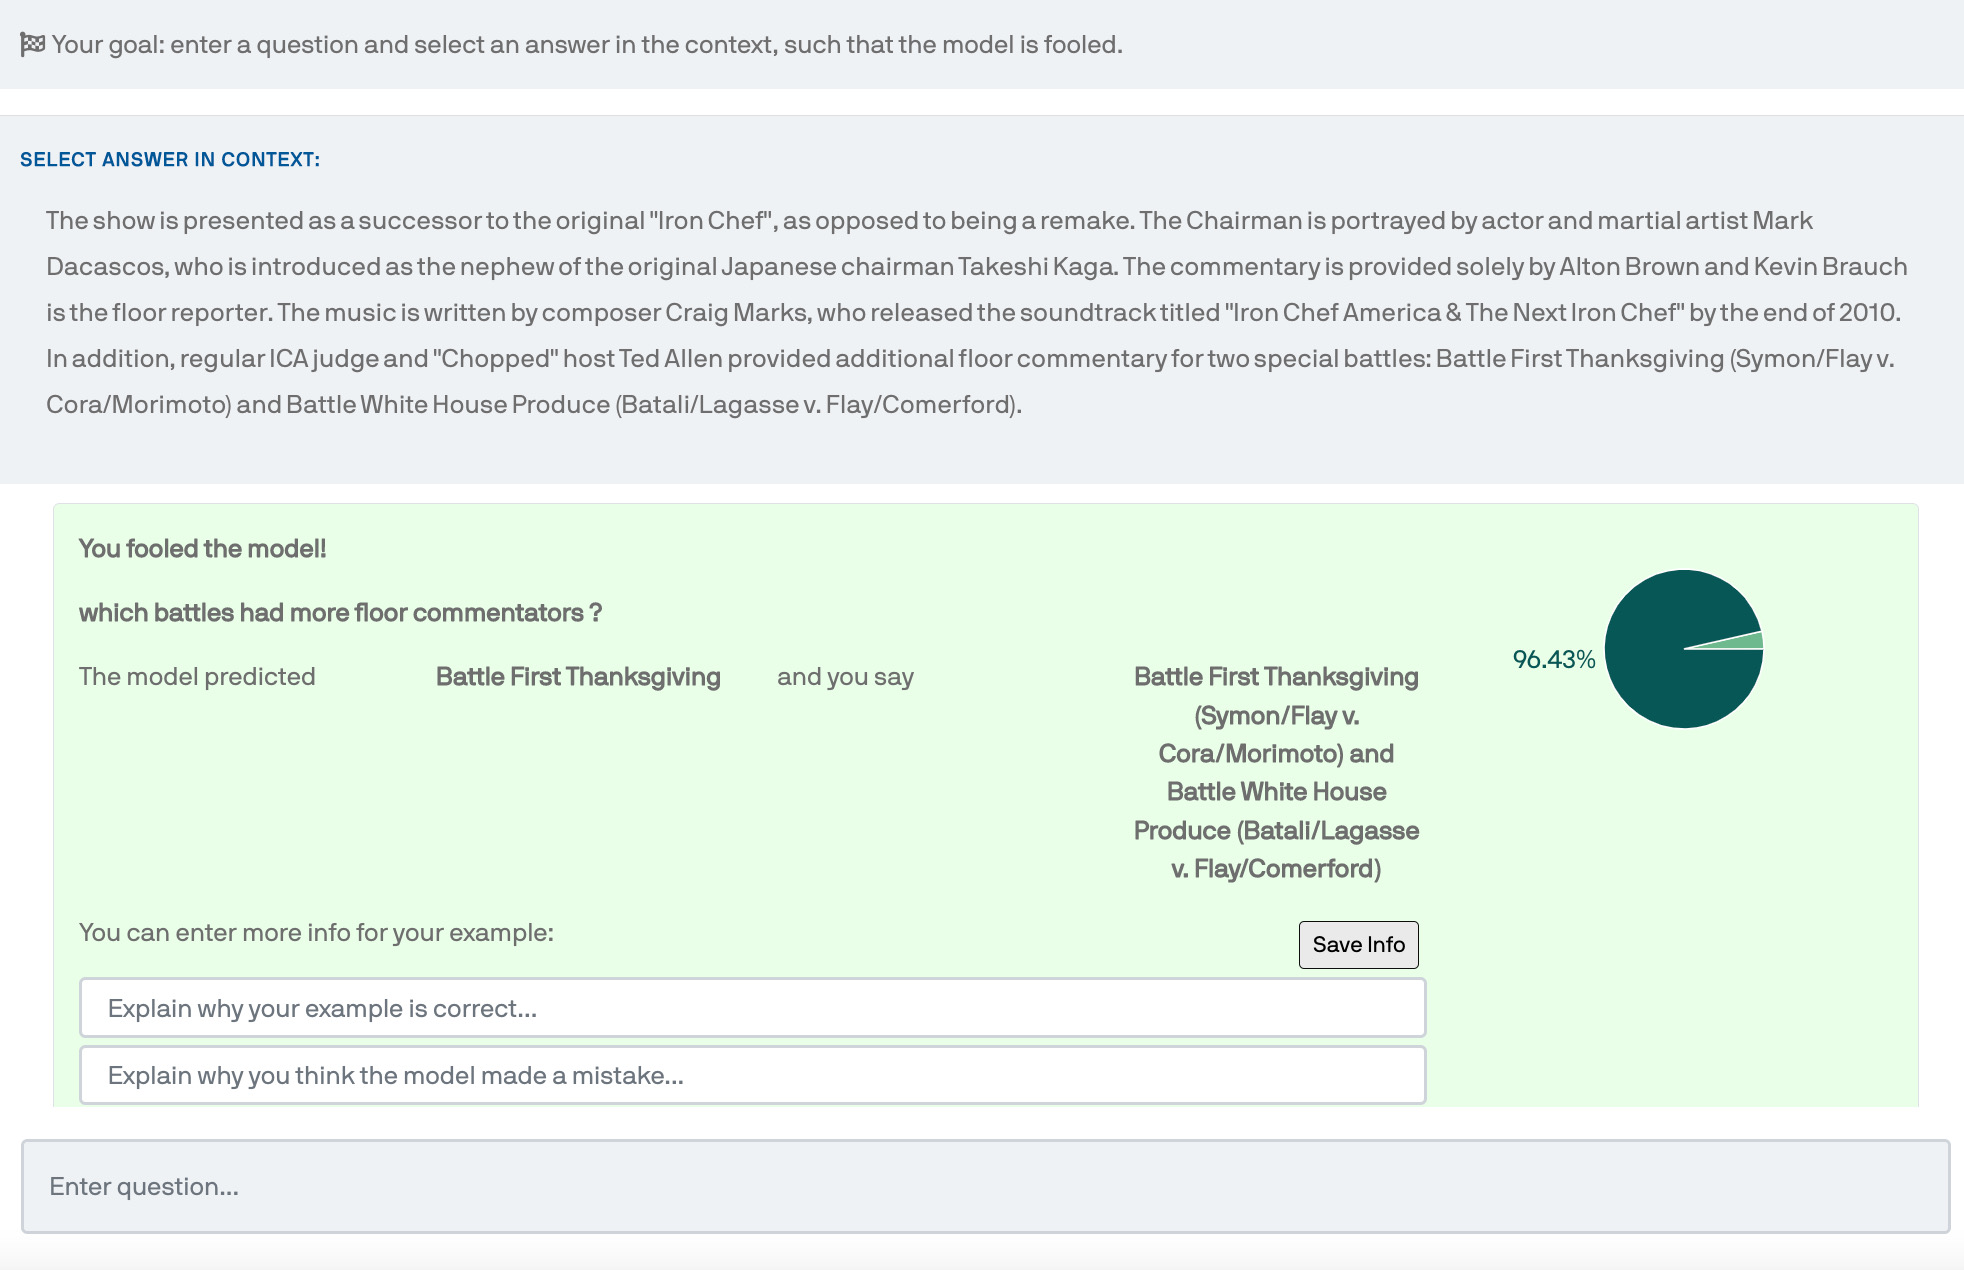 Your goal: enter a question and select an answer in the context, such that the model is fooled.
SELECT ANSWER IN CONTEXT:
The show is presented as a successor to the original "Iron Chef", as opposed to being a remake. The Chairman is portrayed by actor and martial artist Mark
Dacascos, who is introduced as the nephew of the original Japanese chairman Takeshi Kaga. The commentary is provided solely by Alton Brown and Kevin Brauch
is the floor reporter. The music is written by composer Craig Marks, who released the soundtrack titled "Iron Chef America & The Next Iron Chef" by the end of 2010.
In addition, regular ICA judge and "Chopped" host Ted Allen provided additional floor commentary for two special battles: Battle First Thanksgiving (Symon/Flay v.
Cora/Morimoto) and Battle White House Produce (Batali/Lagasse v. Flay/Comerford).
You fooled the model!
which battles had more floor commentators ?
The model predicted Battle First Thanksgiving and you say Battle First Thanksgiving
(Symon/Flay v.
Cora/Morimoto) and
Battle White House
Produce (Batali/Lagasse
v. Flay/Comerford)
96.43%
You can enter more info for your example:
Save Info
Explain why your example is correct...
Explain why you think the model made a mistake...
Enter question...